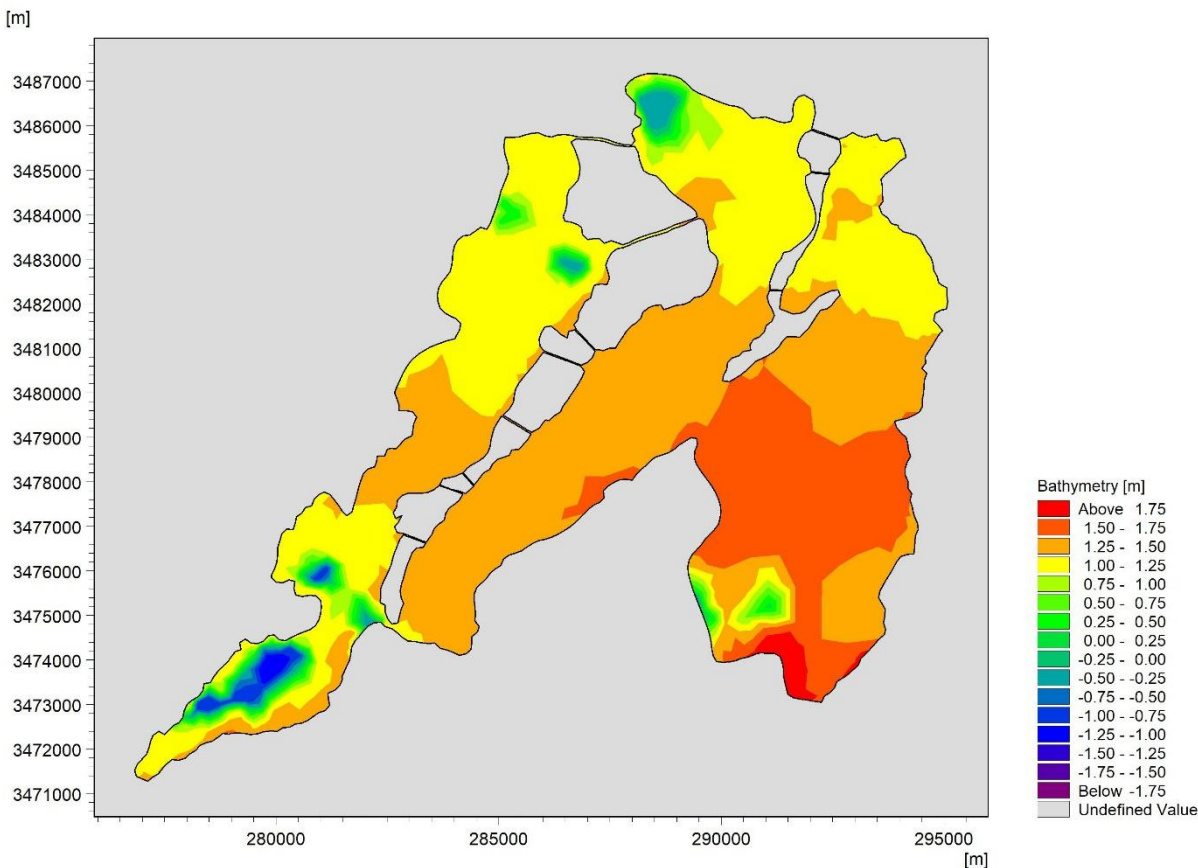 [m]
3487000
3486000
3485000
3484000
3483000
3482000
3481000
3480000
3479000
3478000
3477000
3476000
3475000
3474000
3473000
3472000
3471000
280000 285000 290000 295000
[m]
Bathymetry [m]
Above 1.75
1.50 - 1.75
1.25 - 1.50
1.00 - 1.25
0.75 - 1.00
0.50 - 0.75
0.25 - 0.50
0.00 - 0.25
-0.25 - 0.00
-0.50 - -0.25
-0.75 - -0.50
-1.00 - -0.75
-1.25 - -1.00
-1.50 - -1.25
-1.75 - -1.50
Below -1.75
Undefined Value